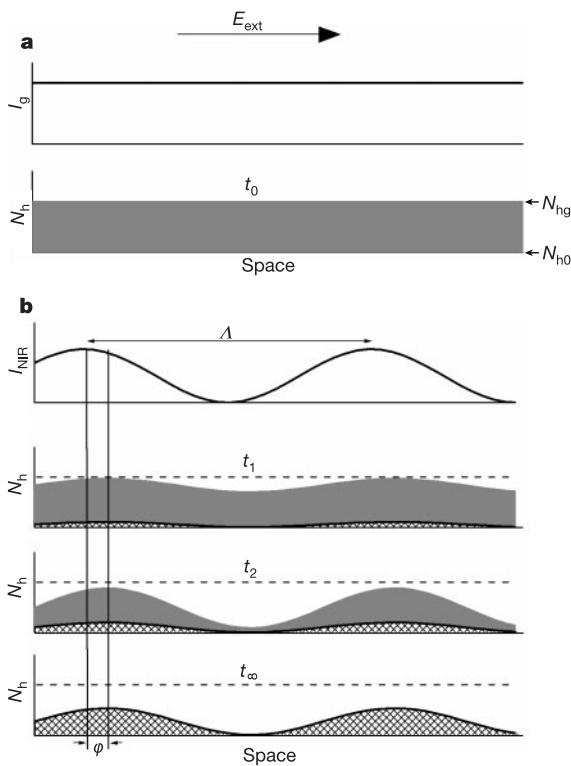 E_ext
a
I_g
t_0
N_h
N_hg
N_h0
Space
b
Λ
I_NIR
t_1
N_h
t_2
N_h
t_∞
N_h
φ
Space